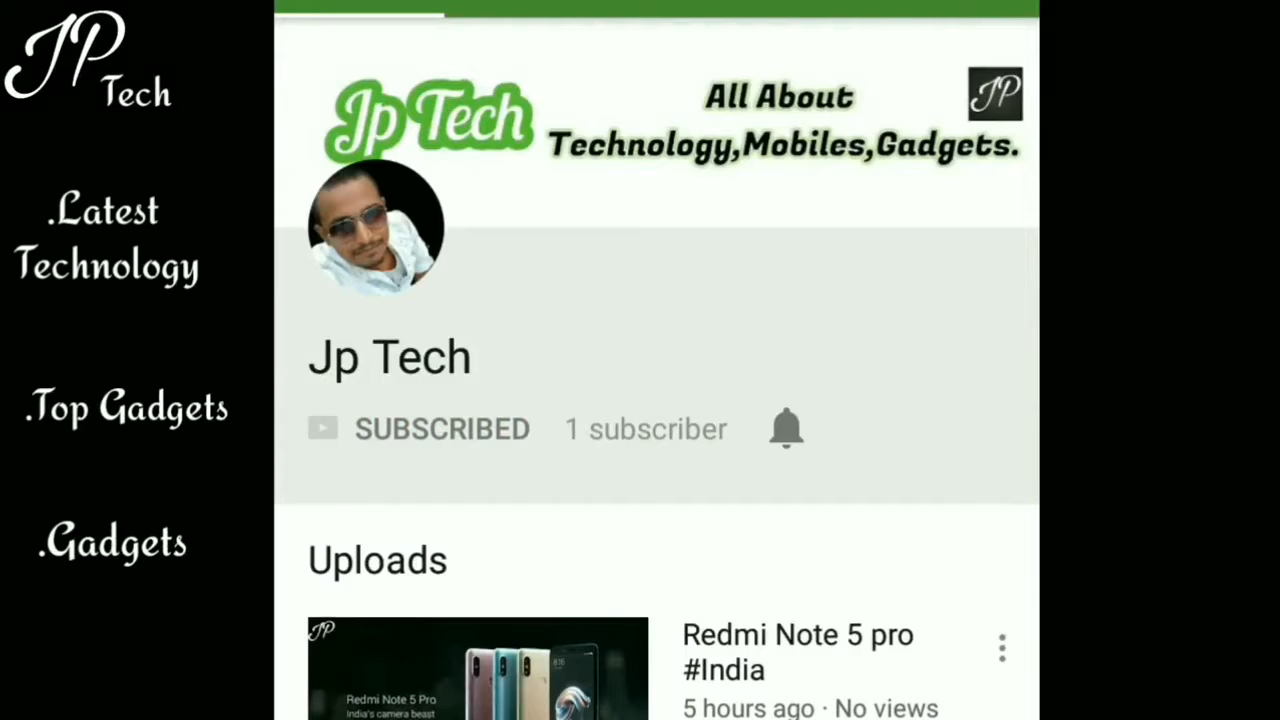 JP
Tech
.Latest
Technology
.Top Gadgets
.Gadgets
Jp Tech
All About
Technology,Mobiles,Gadgets.
JP
Jp Tech
SUBSCRIBED 1 subscriber
Uploads
JP
8:16
Redmi Note 5 Pro
India's camera beast
Redmi Note 5 pro
#India
5 hours ago · No views